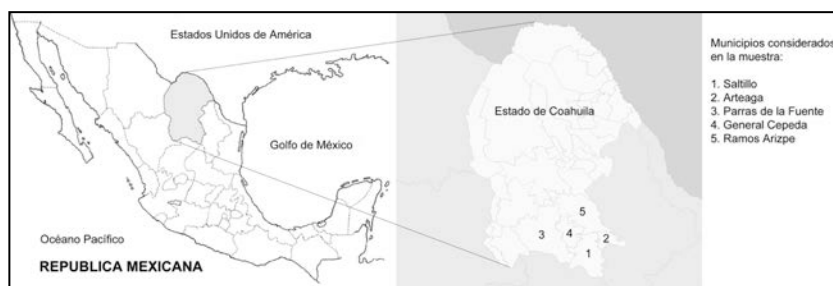 Estados Unidos de América
Golfo de México
Océano Pacífico
REPUBLICA MEXICANA
Estado de Coahuila
5
3
4
2
1
Municipios considerados
en la muestra:
1. Saltillo
2. Arteaga
3. Parras de la Fuente
4. General Cepeda
5. Ramos Arizpe